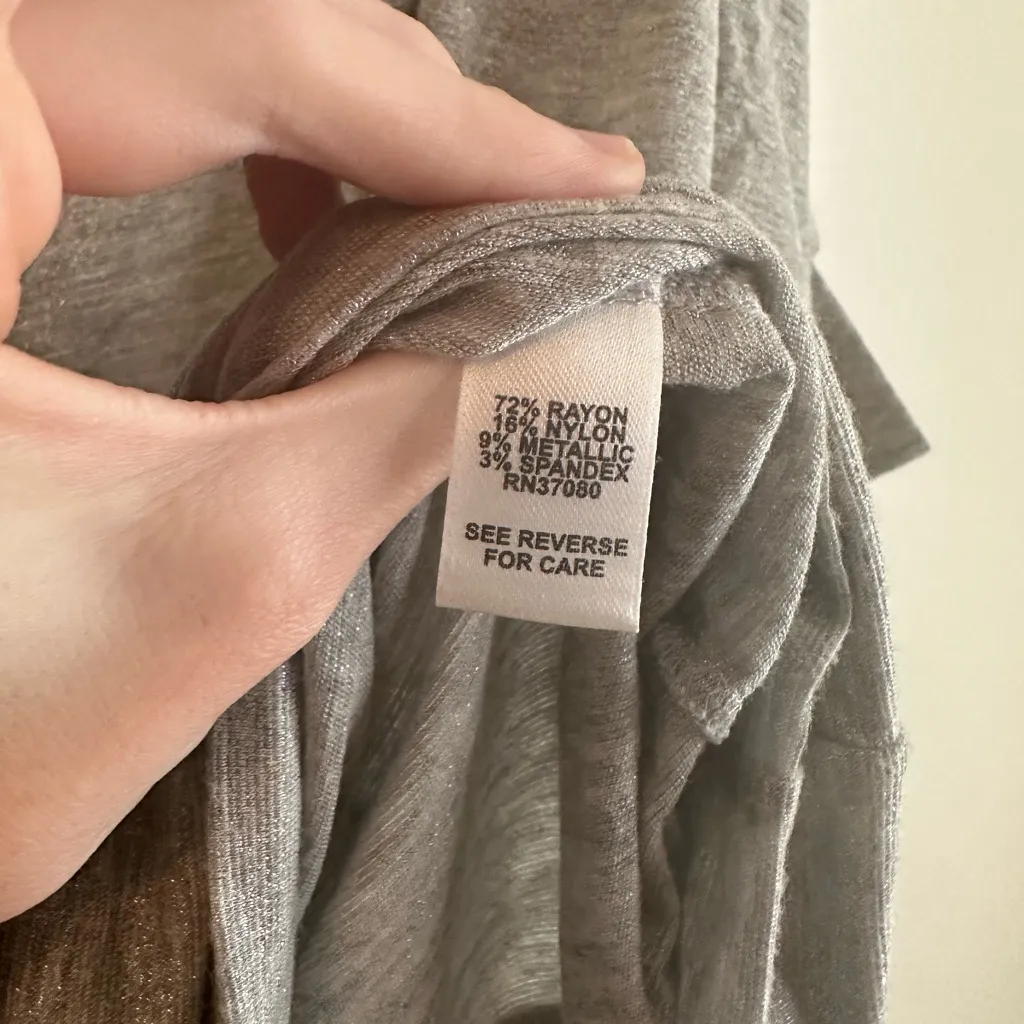 72% RAYON
16% NYLON
9% METALLIC
3% SPANDEX
RN37080
SEE REVERSE
FOR CARE